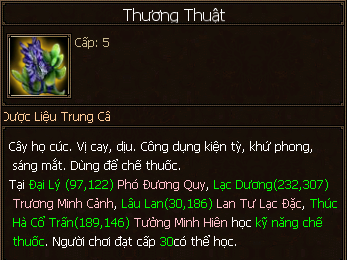 Thương Thuật
Cấp: 5
Dược Liệu Trung Cấ
Cây họ cúc. Vị cay, dịu. Công dụng kiện tỳ, khứ phong,
sáng mắt. Dùng để chế thuốc.
Tại Đại Lý (97,122) Phó Đương Quy, Lạc Dương(232,307)
Trương Minh Cảnh, Lâu Lan(30,186) Lan Tư Lạc Đặc, Thúc
Hà Cổ Trấn(189,146) Tưởng Minh Hiên học kỹ năng chế
thuốc. Người chơi đạt cấp 30có thể học.